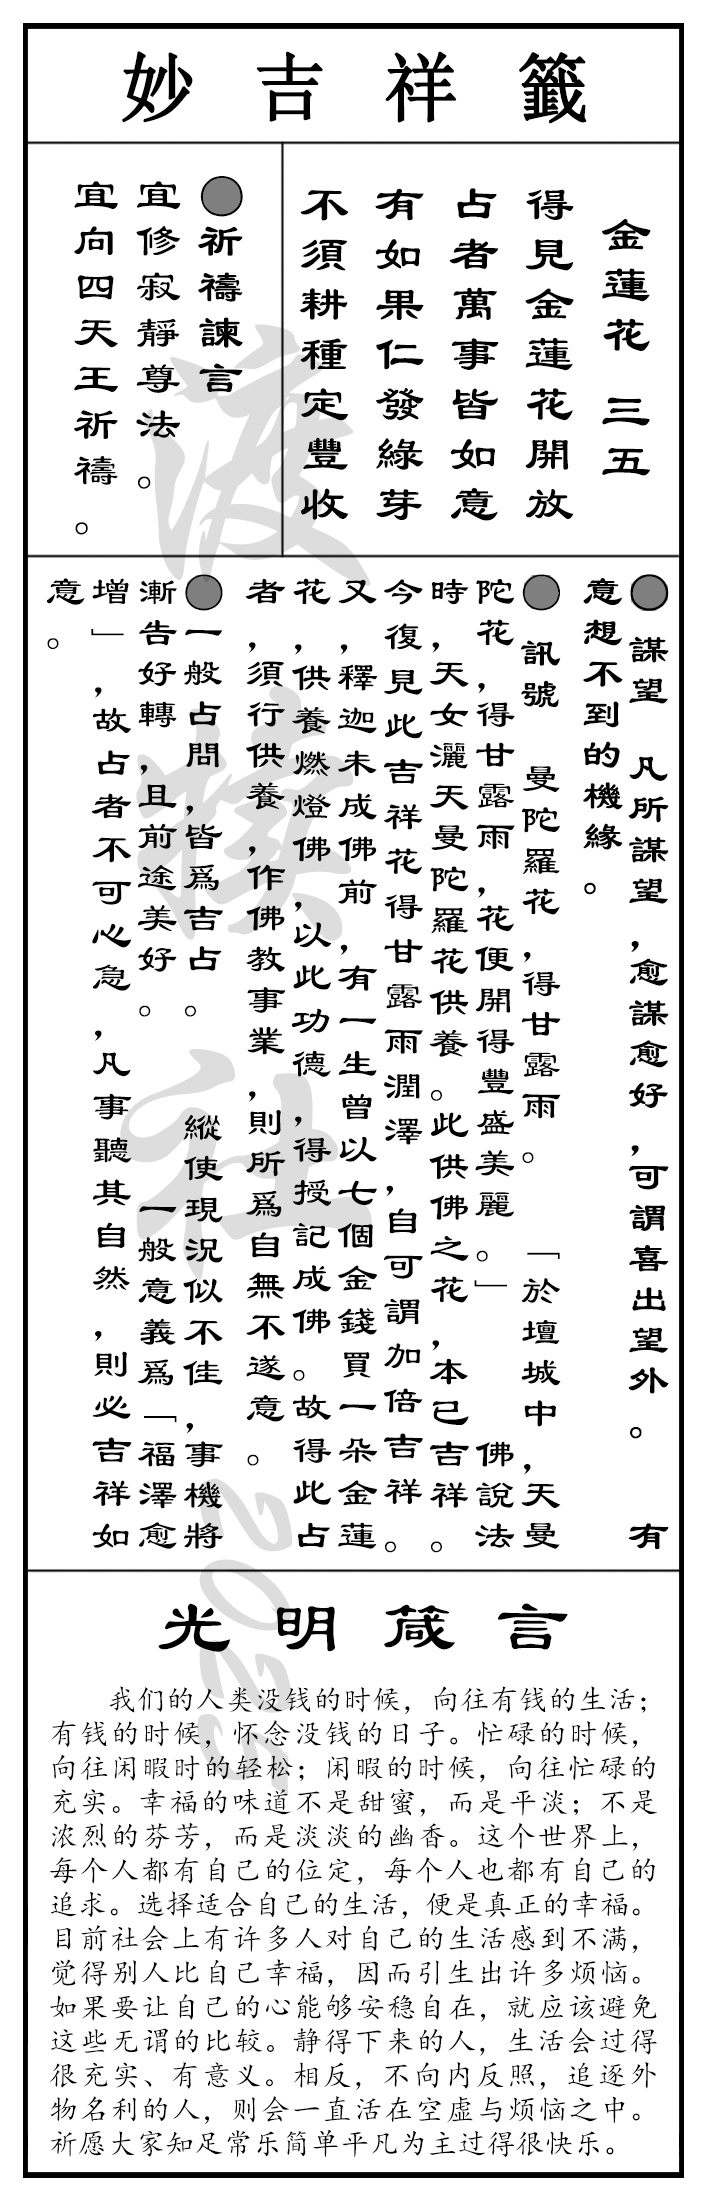 妙吉祥籤
金蓮花 三五
得見金蓮花開放
占者萬事皆如意
有如果仁發綠芽
不須耕種定豐收
●祈禱諫言
宜修寂靜尊法。
宜向四天王祈禱。
● 謀望 凡所謀望，愈謀愈好，可謂喜出望外。 有
意想不到的機緣。
● 訊號 曼陀羅花，得甘露雨。 「於壇城中，天曼
陀花，得甘露雨，花便開得豐盛美麗。」 佛說法
時，天女灑天曼陀羅花供養。此供佛之花，本己吉祥。
今復見此吉祥花得甘露雨潤澤，自可謂加倍吉祥。
又，釋迦未成佛前，有一生曾以七個金錢買一朵金蓮
花，供養燃燈佛，以此功德，得授記成佛。故得此占
者，須行供養，作佛教事業，則所爲自無不遂意。
●一般占問，皆爲吉占。 縱使現況似不佳，事機將
漸告好轉，且前途美好。 一般意義爲「福澤愈
增」，故占者不可心急，凡事聽其自然，則必吉祥如
意。
光明箴言
我们的人类没钱的时候，向往有钱的生活；
有钱的时候，怀念没钱的日子。忙碌的时候，
向往闲暇时的轻松；闲暇的时候，向往忙碌的
充实。幸福的味道不是甜蜜，而是平淡；不是
浓烈的芬芳，而是淡淡的幽香。这个世界上，
每个人都有自己的位定，每个人也都有自己的
追求。选择适合自己的生活，便是真正的幸福。
目前社会上有许多人对自己的生活感到不满，
觉得别人比自己幸福，因而引生出许多烦恼。
如果要让自己的心能够安稳自在，就应该避免
这些无谓的比较。静得下来的人，生活会过得
很充实、有意义。相反，不向内反照，追逐外
物名利的人，则会一直活在空虚与烦恼之中。
祈愿大家知足常乐简单平凡为主过得很快乐。
渡 社 2025